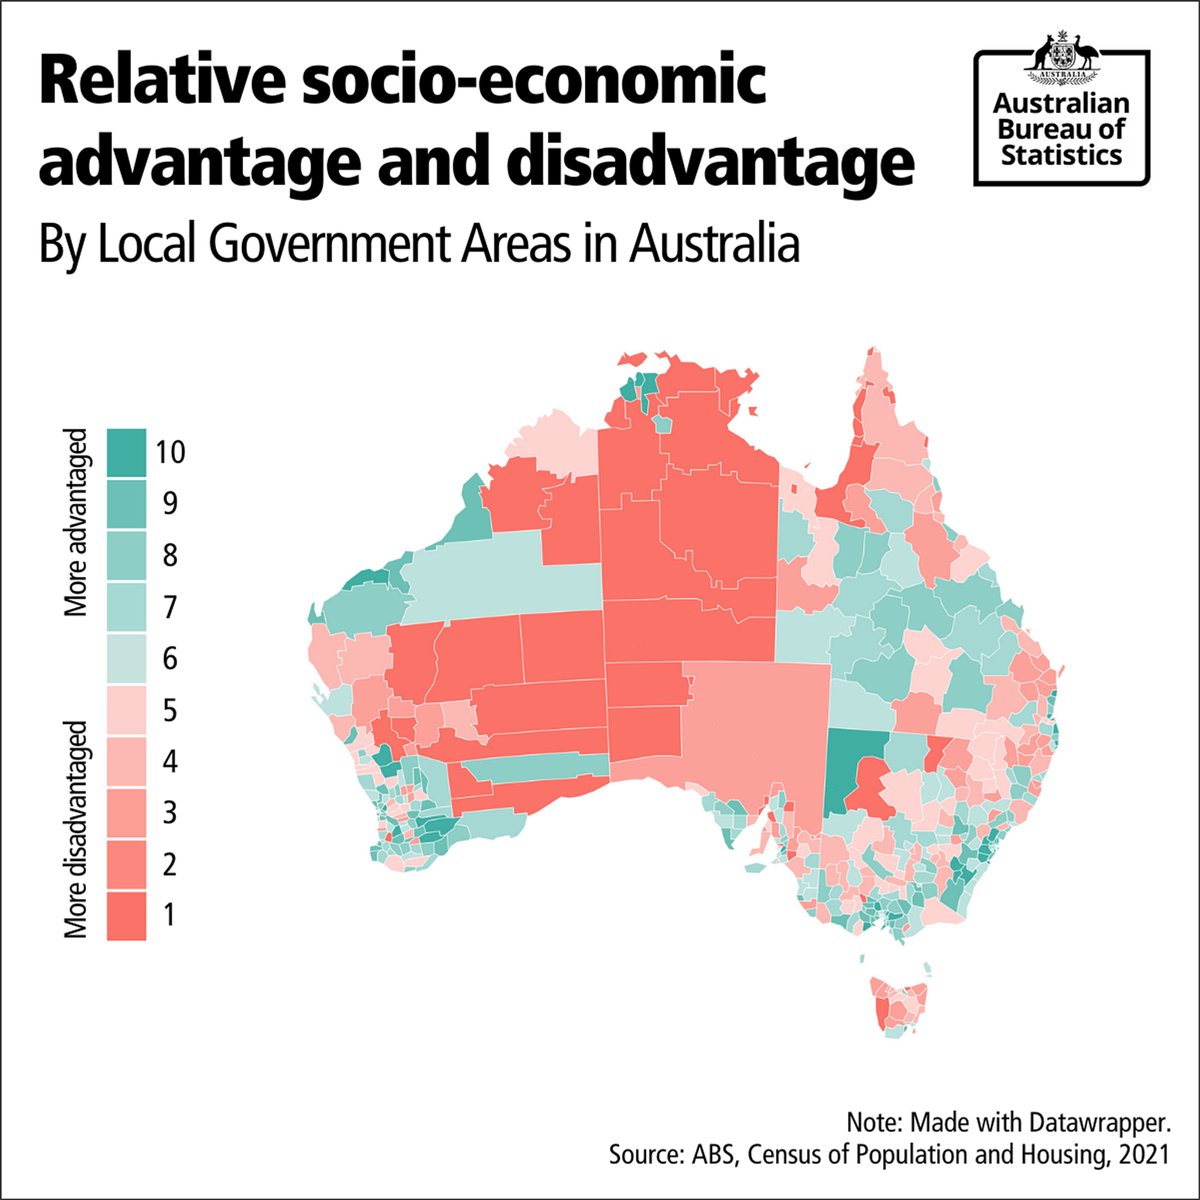 Relative socio-economic
advantage and disadvantage
By Local Government Areas in Australia
AUSTRALIA
Australian
Bureau of
Statistics
More advantaged
More disadvantaged
10
9
8
7
6
5
4
3
2
1
Note: Made with Datawrapper.
Source: ABS, Census of Population and Housing, 2021